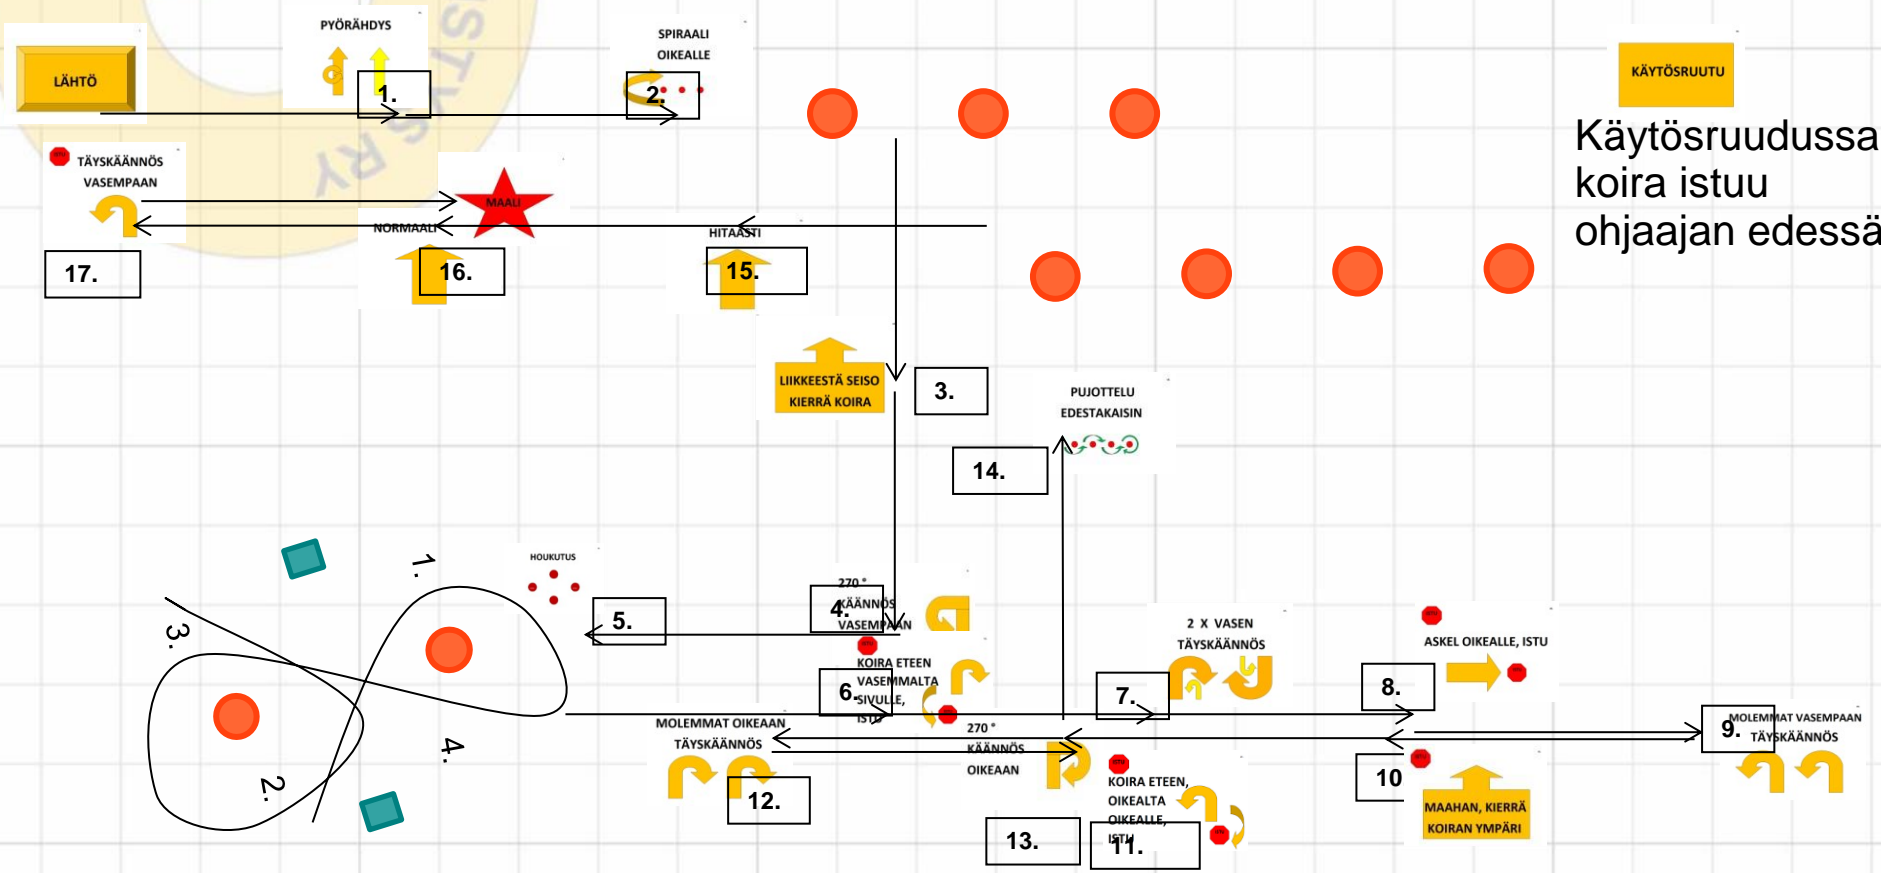 LÄHTÖ
PYÖRÄHDYS
1.
SPIRAALI
OIKEALLE
2.
KÄYTÖSRUUTU
Käytösruudussa
koira istuu
ohjaajan edessä
STYS RY
TÄYSKÄÄNNÖS
VASEMPAAN
17.
MAALI
NORMAALI
16.
HITAASTI
15.
LIIKKEESTÄ SEISO
KIERRÄ KOIRA
3.
PUJOTTELU
EDESTAKAISIN
14.
HOUKUTUS
5.
1.
3.
2.
4.
270 °
KÄÄNNÖS
VASEMPAAN
4.
KOIRA ETEEN
VASEMMALTA
SIVULLE,
ISTU
6.
2 X VASEN
TÄYSKÄÄNNÖS
7.
ASKEL OIKEALLE, ISTU
8.
MOLEMMAT VASEMPAAN
TÄYSKÄÄNNÖS
9.
MOLEMMAT OIKEAAN
TÄYSKÄÄNNÖS
12.
270 °
KÄÄNNÖS
OIKEAAN
13.
KOIRA ETEEN,
OIKEALTA
OIKEALLE,
ISTU
11.
10
MAAHAN, KIERRÄ
KOIRAN YMPÄRI